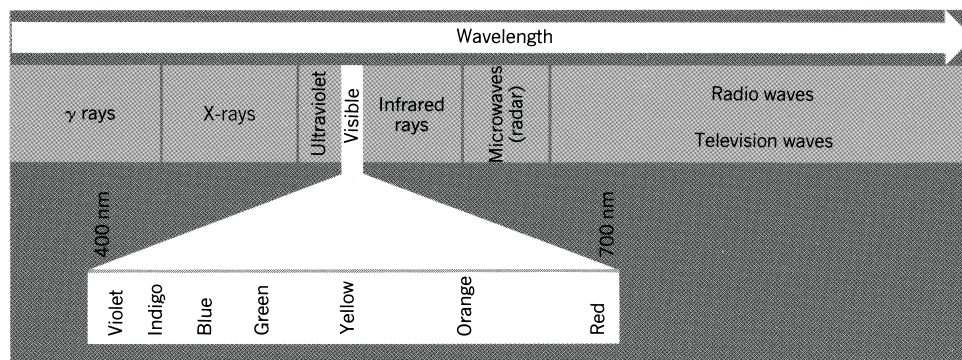 Wavelength
γ rays
X-rays
Ultraviolet
Visible
Infrared
rays
Microwaves
(radar)
Radio waves
Television waves
400 nm
700 nm
Violet
Indigo
Blue
Green
Yellow
Orange
Red